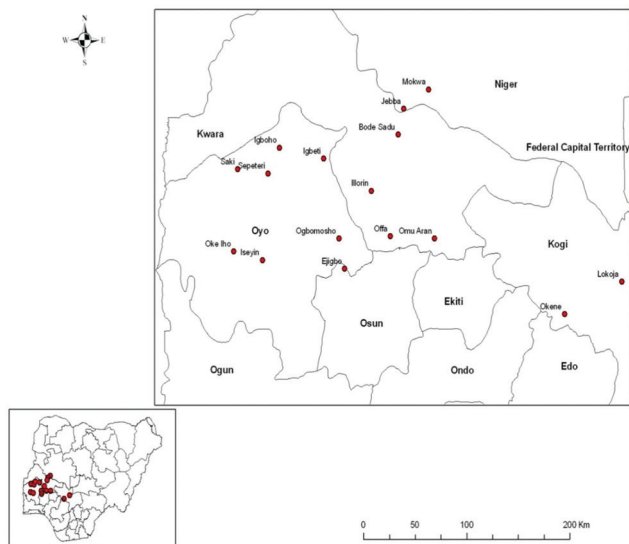 N
W E
S
Mokwa
Niger
Jebba
Bode Sadu
Kwara
Igboho
Federal Capital Territory
Igbeti
Saki
Sepeteri
Illorin
Oyo
Ogbomosho
Offa
Omu Aran
Kogi
Oke Iho
Iseyin
Ejigbo
Lokoja
Ekiti
Okene
Osun
Ogun
Ondo
Edo
0 50 100 200 Km